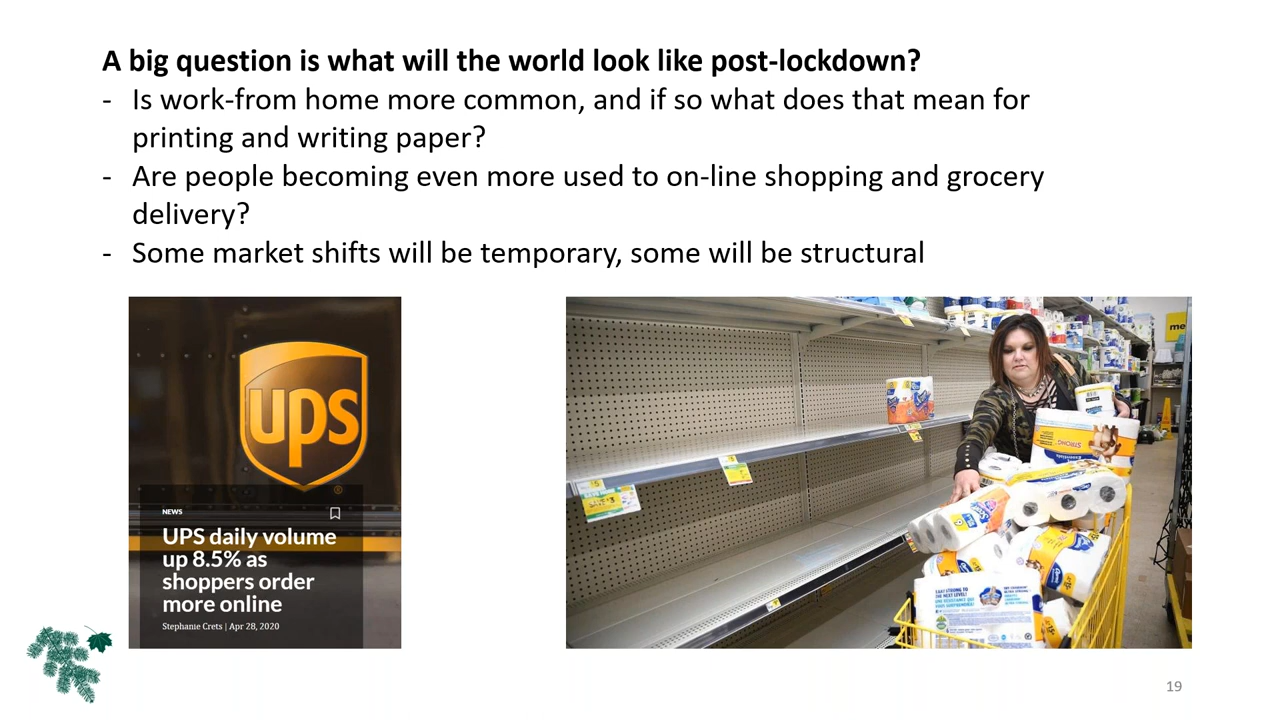 A big question is what will the world look like post-lockdown?
- Is work-from home more common, and if so what does that mean for
printing and writing paper?
- Are people becoming even more used to on-line shopping and grocery
delivery?
- Some market shifts will be temporary, some will be structural
ups
NEWS
UPS daily volume
up 8.5% as
shoppers order
more online
Stephanie Crets | Apr 28, 2020
me
STRONG
19